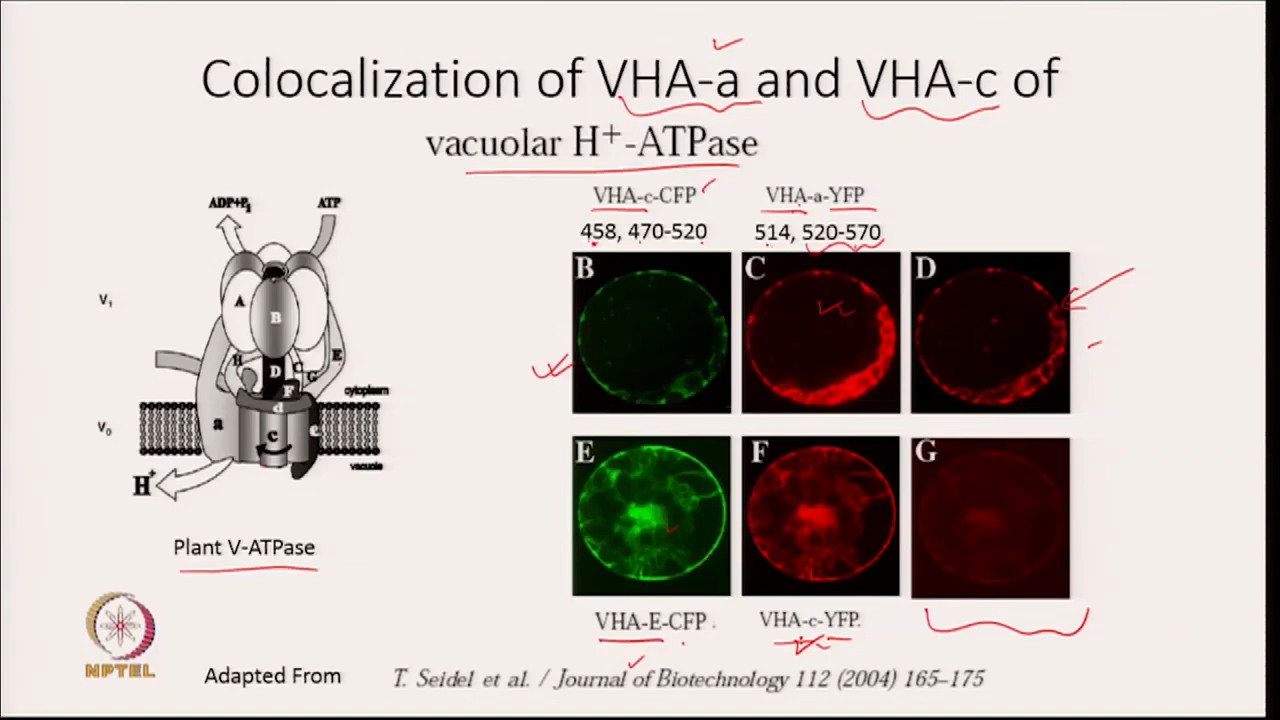 Colocalization of VHA-a and VHA-c of
vacuolar H⁺-ATPase
VHA-c-CFP
VHA-a-YFP
458, 470-520
514, 520-570
ADP+Pi
ATP
V₁
A
B
H
D
C
G
E
F
cytoplasm
d
V₀
a
c
e
vacuole
H⁺
Plant V-ATPase
B
C
D
E
F
G
VHA-E-CFP
VHA-c-YFP.
NPTEL
Adapted From
T. Seidel et al. / Journal of Biotechnology 112 (2004) 165–175